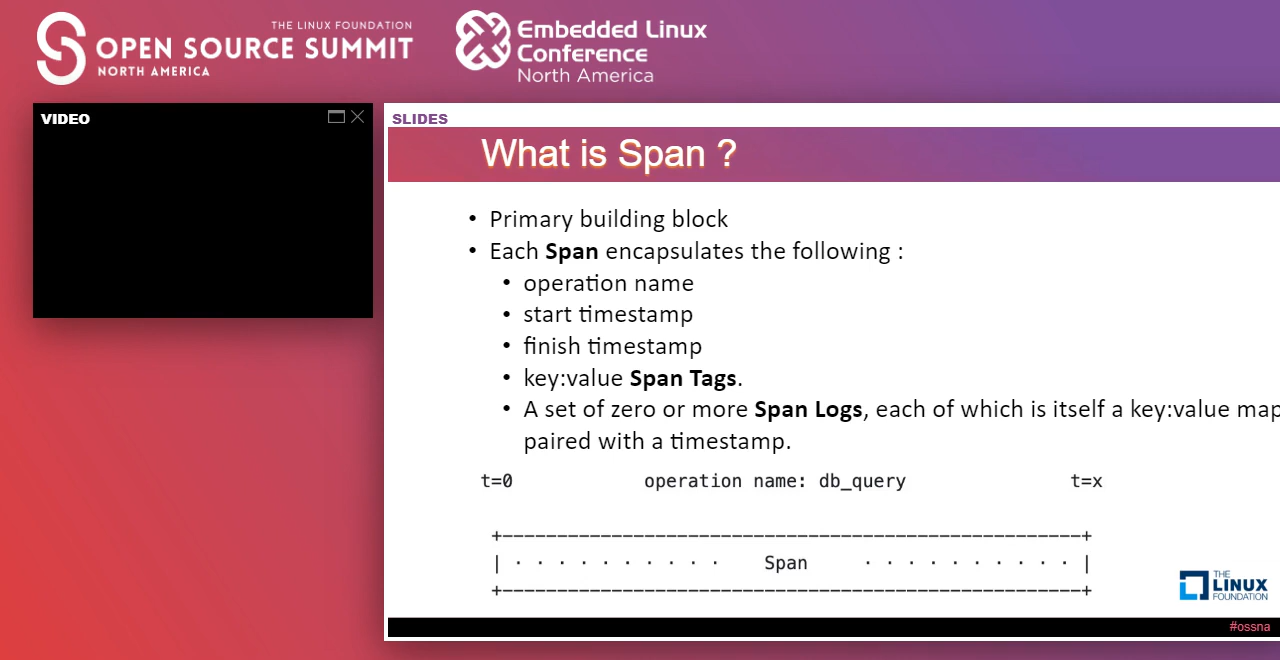 THE LINUX FOUNDATION
OPEN SOURCE SUMMIT
NORTH AMERICA
Embedded Linux
Conference
North America
VIDEO
SLIDES
What is Span ?
• Primary building block
• Each Span encapsulates the following :
• operation name
• start timestamp
• finish timestamp
• key:value Span Tags.
• A set of zero or more Span Logs, each of which is itself a key:value map
paired with a timestamp.
t=0 operation name: db_query t=x
+-----------------------------------------------------+
| · · · · · · · · · · Span · · · · · · · · · · |
+-----------------------------------------------------+
THE
LINUX
FOUNDATION
#ossna